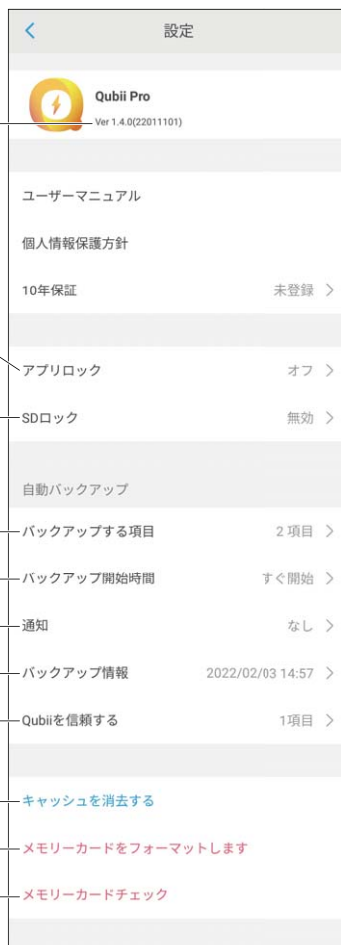 設定
Qubii Pro
Ver 1.4.0(22011101)
ユーザーマニュアル
個人情報保護方針
10年保証 未登録
アプリロック オフ
SDロック 無効
自動バックアップ
バックアップする項目 2 項目
バックアップ開始時間 すぐ開始
通知 なし
バックアップ情報 2022/02/03 14:57
Qubiiを信頼する 1項目
キャッシュを消去する
メモリーカードをフォーマットします
メモリーカードチェック